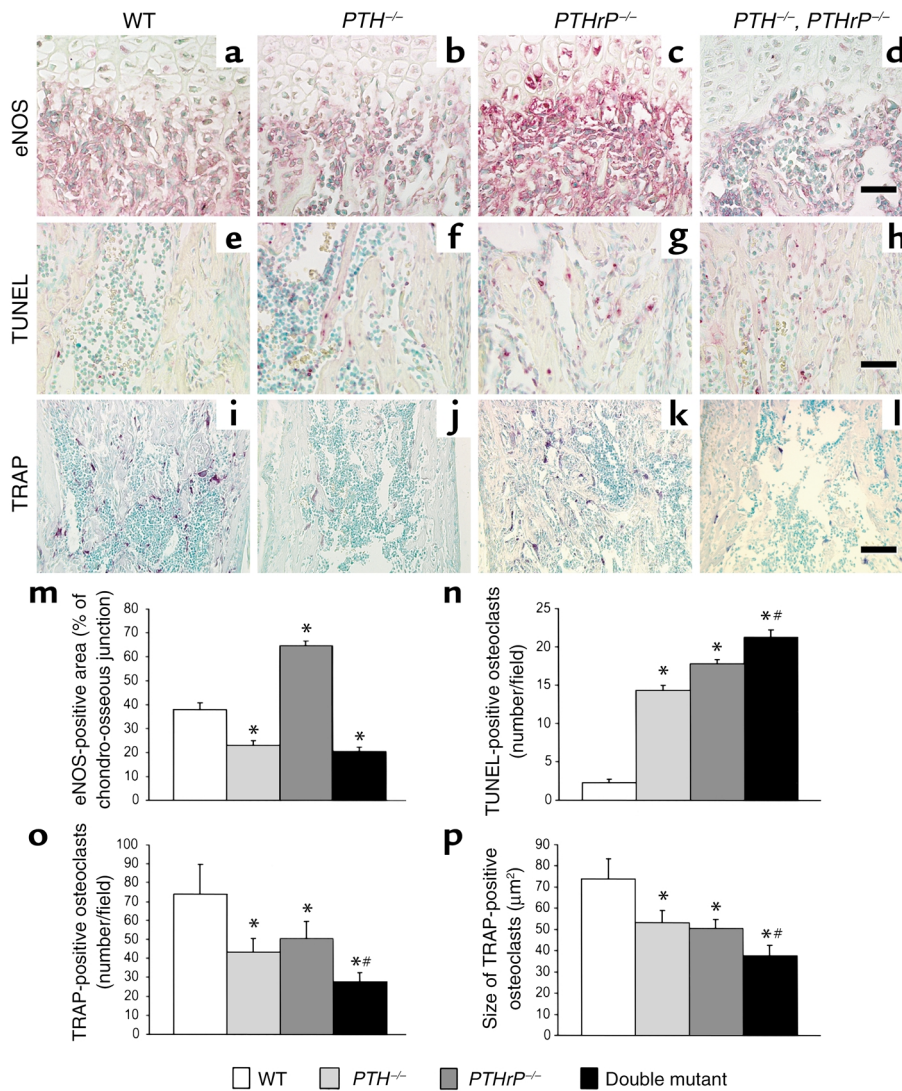 WT PTH–/– PTHrP–/– PTH–/–, PTHrP–/–
eNOS a b c d
TUNEL e f g h
TRAP i j k l
m
eNOS-positive area (% of
chondro-osseous junction)
80
70
60
50
40
30
20
10
0
* * *
n
TUNEL-positive osteoclasts
(number/field)
25
20
15
10
5
0
* * *#
o
TRAP-positive osteoclasts
(number/field)
100
90
80
70
60
50
40
30
20
10
0
* * *#
p
Size of TRAP-positive
osteoclasts (µm2)
90
80
70
60
50
40
30
20
10
0
* * *#
WT PTH–/– PTHrP–/– Double mutant